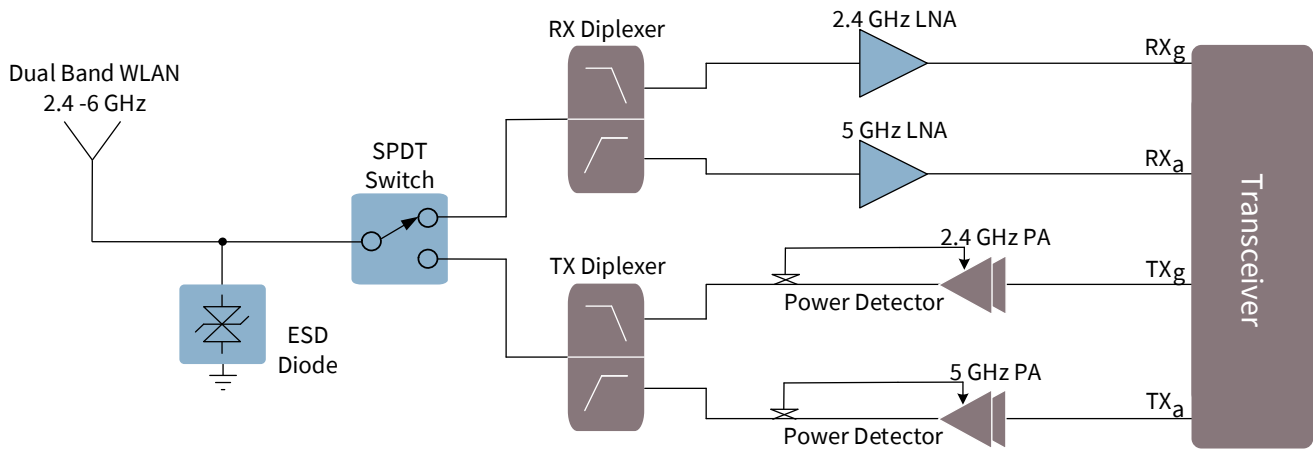 Dual Band WLAN
2.4 -6 GHz
ESD
Diode
SPDT
Switch
RX Diplexer
TX Diplexer
2.4 GHz LNA
5 GHz LNA
2.4 GHz PA
Power Detector
5 GHz PA
Power Detector
RXg
RXa
TXg
TXa
Transceiver